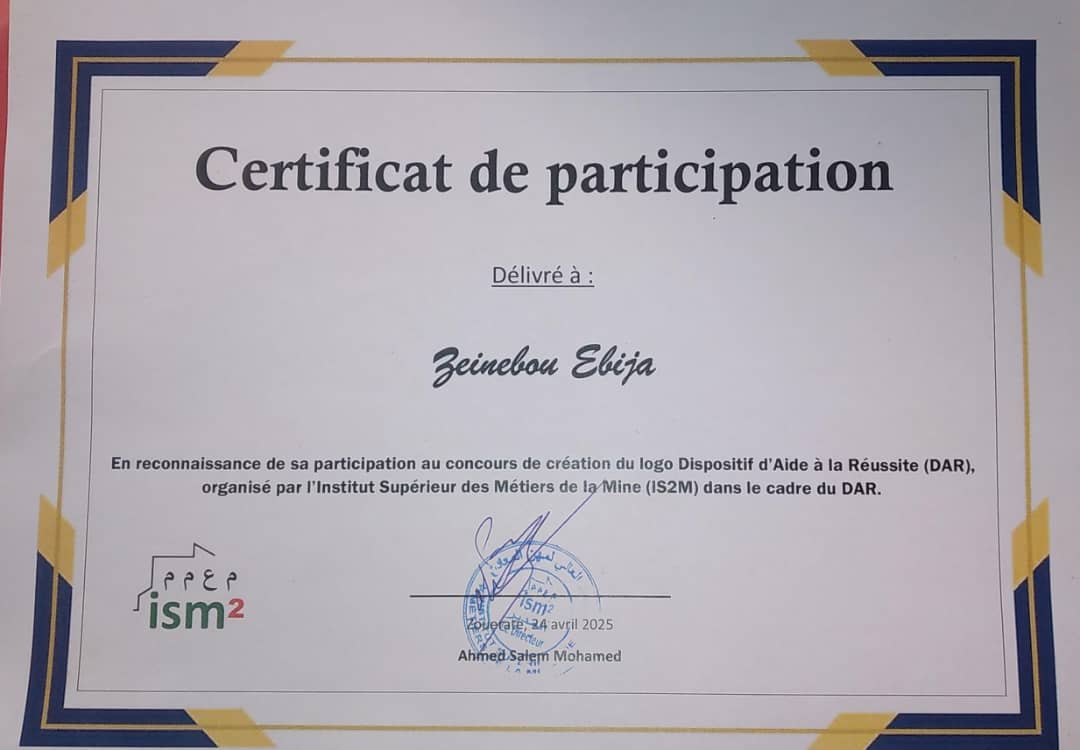 Certificat de participation
Délivré à :
Zeinebou Ebija
En reconnaissance de sa participation au concours de création du logo Dispositif d’Aide à la Réussite (DAR),
organisé par l’Institut Supérieur des Métiers de la Mine (IS2M) dans le cadre du DAR.
م ع م م
ism²
ism²
Le Directeur
Zouerate, 24 avril 2025
Ahmed Salem Mohamed